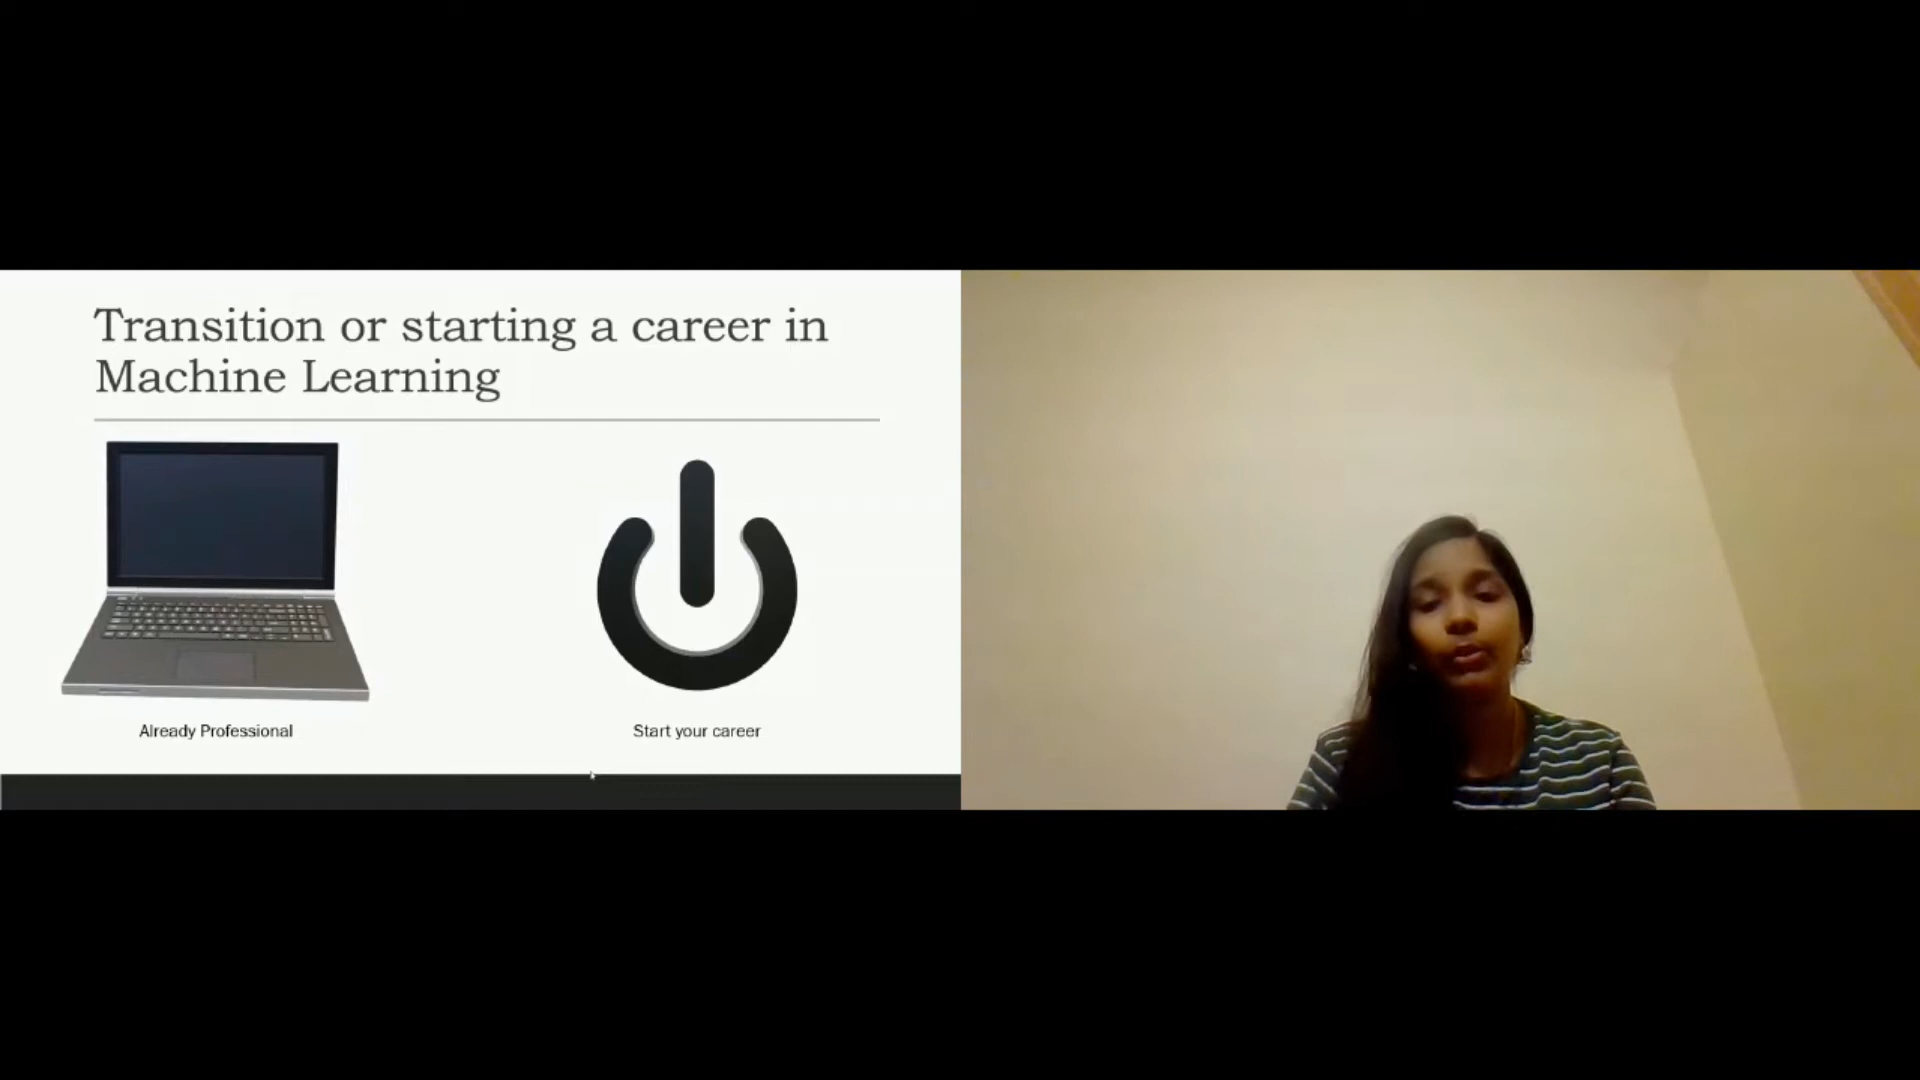 Transition or starting a career in
Machine Learning
Already Professional
Start your career